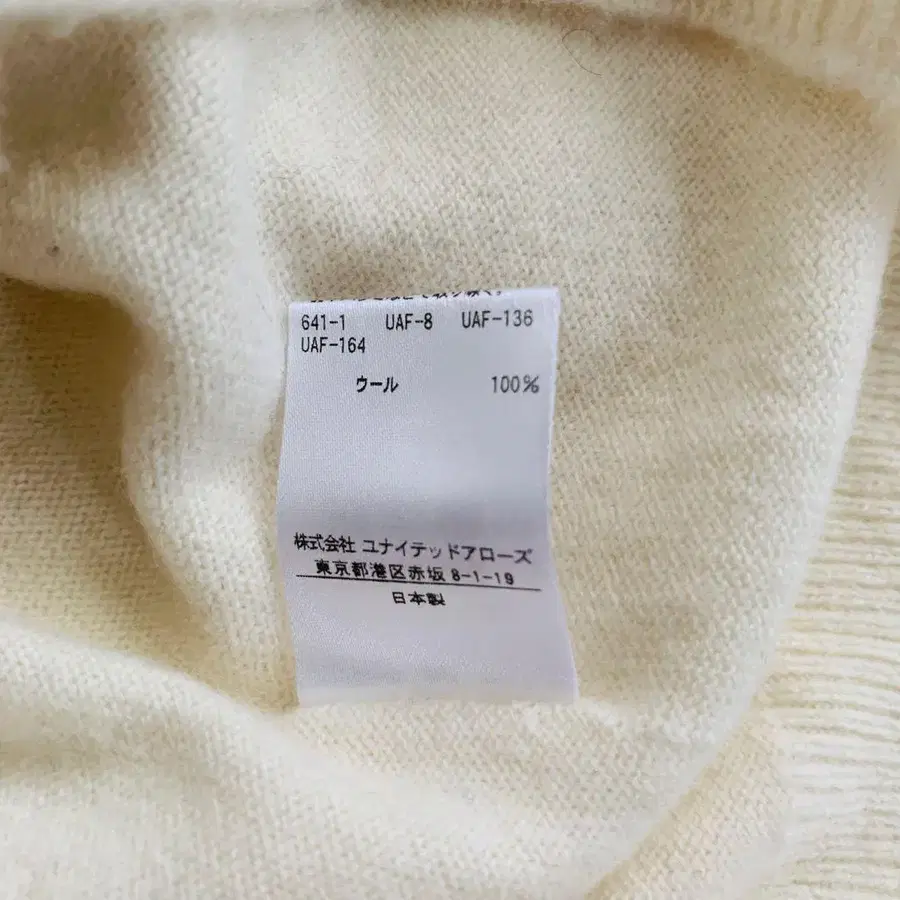 641-1 UAF-8 UAF-136
UAF-164
ウール 100%
株式会社 ユナイテッドアローズ
東京都港区赤坂 8-1-19
日本製